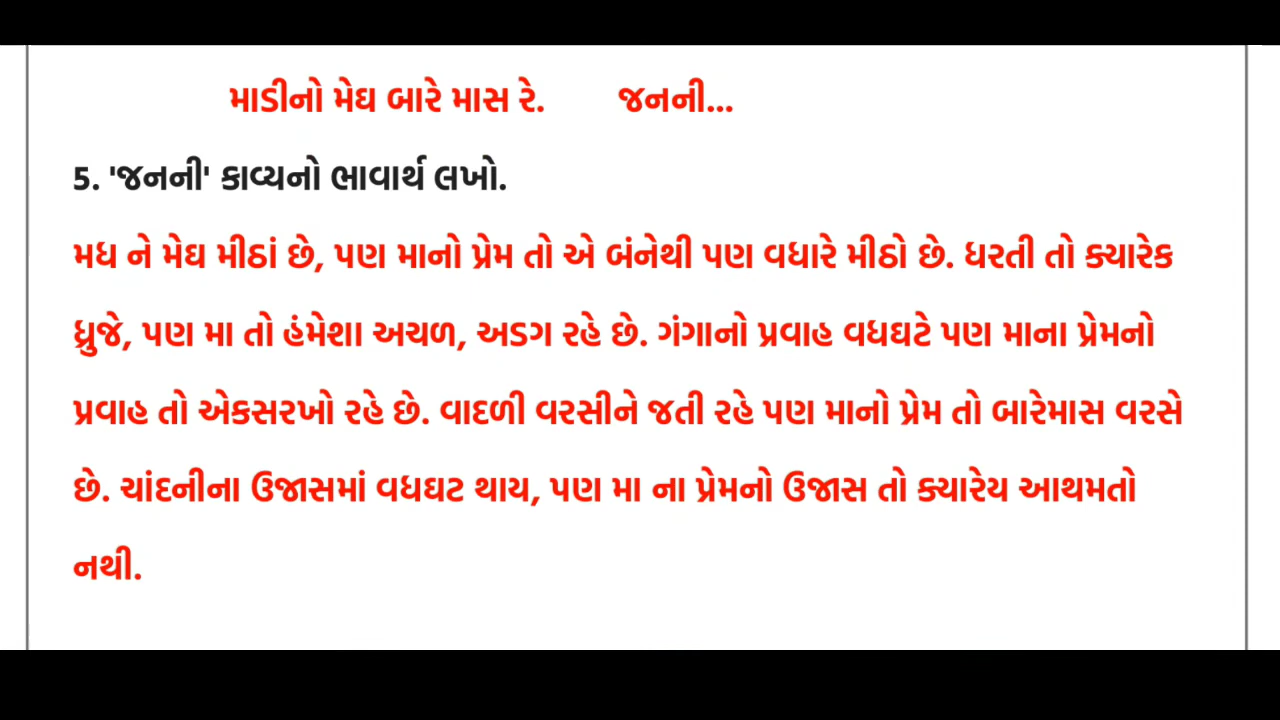 માડીનો મેઘ બારે માસ રે. જનની...
5. 'જનની' કાવ્યનો ભાવાર્થ લખો.
મધ ને મેઘ મીઠાં છે, પણ માનો પ્રેમ તો એ બંનેથી પણ વધારે મીઠો છે. ધરતી તો ક્યારેક
ધ્રુજે, પણ મા તો હંમેશા અચળ, અડગ રહે છે. ગંગાનો પ્રવાહ વધઘટે પણ માના પ્રેમનો
પ્રવાહ તો એકસરખો રહે છે. વાદળી વરસીને જતી રહે પણ માનો પ્રેમ તો બારેમાસ વરસે
છે. ચાંદનીના ઉજાસમાં વધઘટ થાય, પણ મા ના પ્રેમનો ઉજાસ તો ક્યારેય આથમતો
નથી.